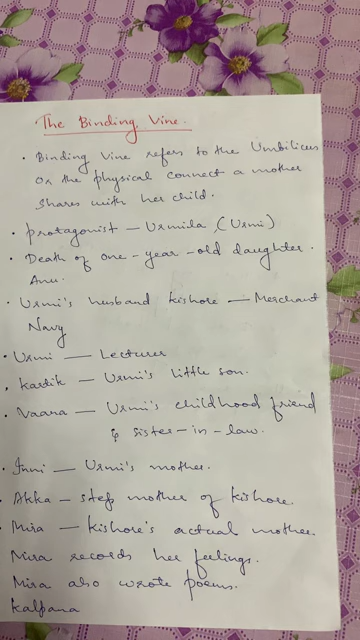 The Binding Vine.
• Binding Vine refers to the Umbilicus
Or the physical connect a mother
Shares with her child.
• protagonist — Urmila (Urmi)
• Death of one-year-old daughter.
Anu.
• Urmi's husband kishore — Merchant
Navy
• Urmi — Lecturer
• Kartik — Urmi's little son.
• Vaana — Urmi's childhood friend
& sister-in-law.
• Inni — Urmi's mother.
• Akka — step mother of kishore.
• Mira — kishore's actual mother.
Mira records her feelings.
Mira also wrote poems.
Kalpana